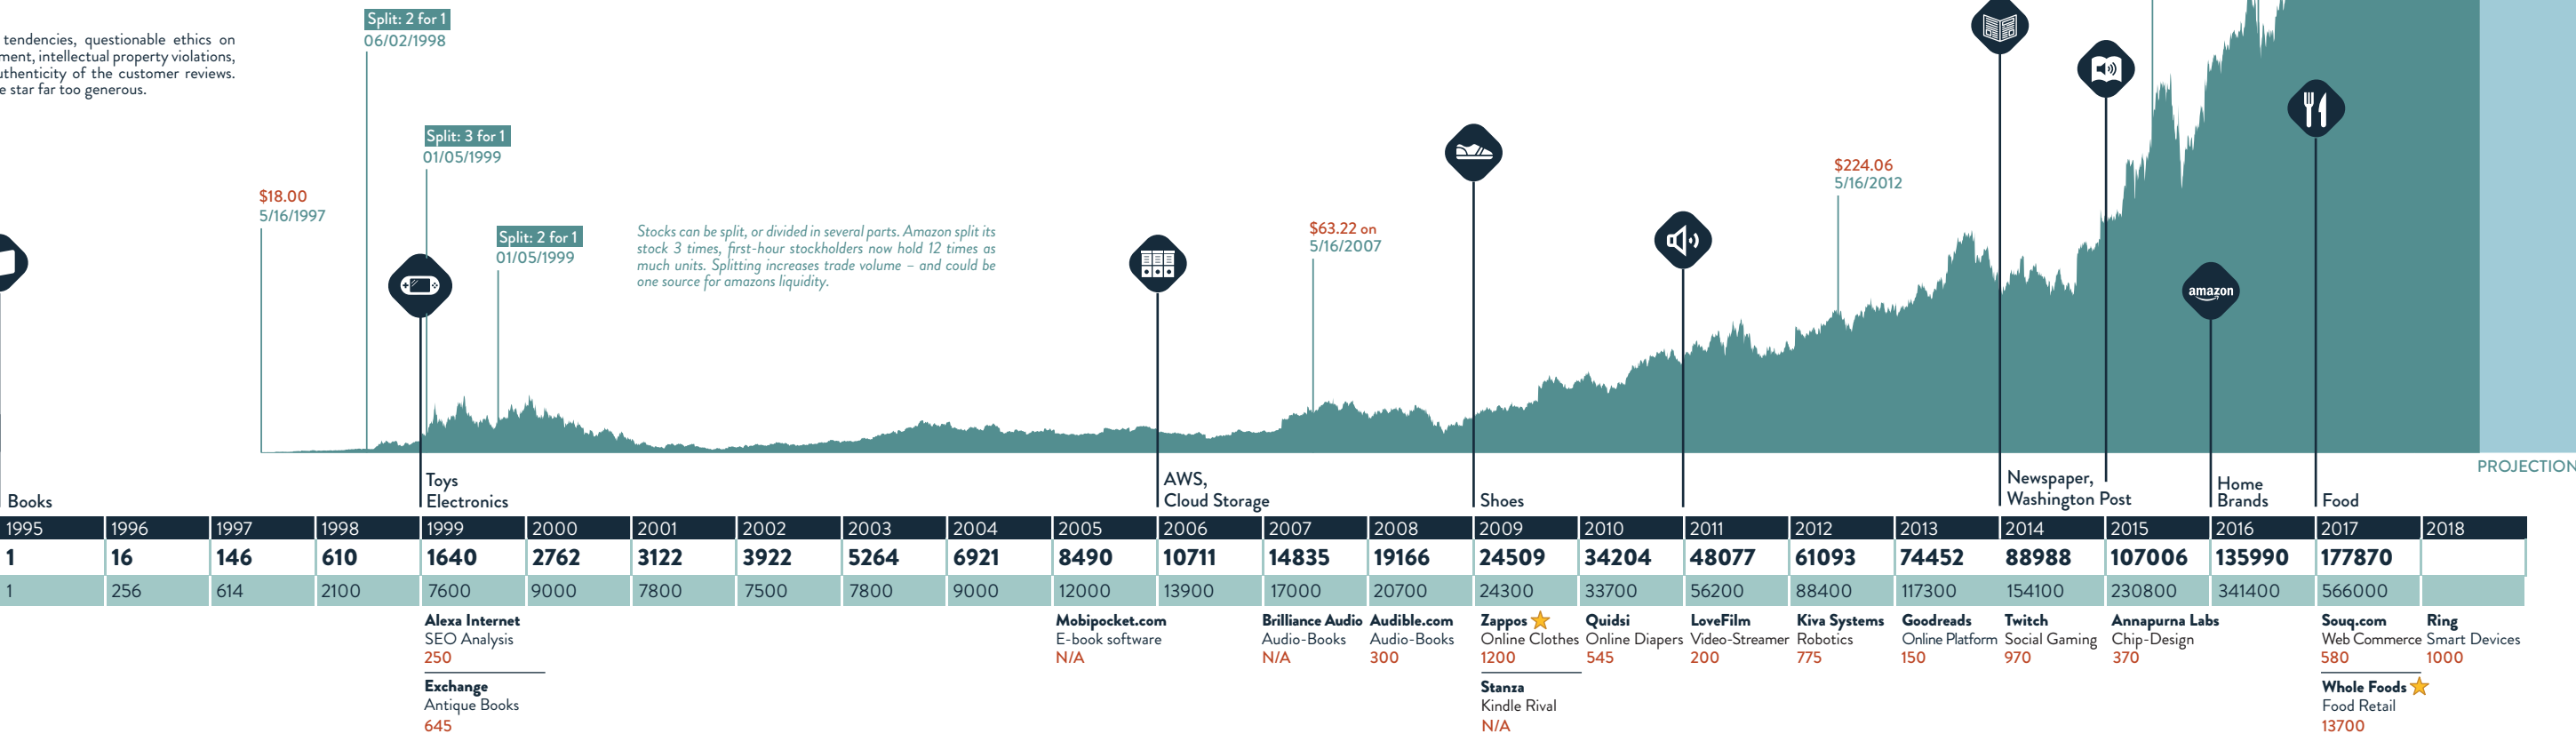 tendencies, questionable ethics on
ment, intellectual property violations,
uthenticity of the customer reviews.
e star far too generous.
Split: 2 for 1
06/02/1998
Split: 3 for 1
01/05/1999
$18.00
5/16/1997
Split: 2 for 1
01/05/1999
Stocks can be split, or divided in several parts. Amazon split its
stock 3 times, first-hour stockholders now hold 12 times as
much units. Splitting increases trade volume – and could be
one source for amazons liquidity.
$63.22 on
5/16/2007
$224.06
5/16/2012
amazon
PROJECTION
Books
Toys
Electronics
AWS,
Cloud Storage
Shoes
Newspaper,
Washington Post
Home
Brands
Food
1995 1996 1997 1998 1999 2000 2001 2002 2003 2004 2005 2006 2007 2008 2009 2010 2011 2012 2013 2014 2015 2016 2017 2018
1 16 146 610 1640 2762 3122 3922 5264 6921 8490 10711 14835 19166 24509 34204 48077 61093 74452 88988 107006 135990 177870
1 256 614 2100 7600 9000 7800 7500 7800 9000 12000 13900 17000 20700 24300 33700 56200 88400 117300 154100 230800 341400 566000
Alexa Internet
SEO Analysis
250
Exchange
Antique Books
645
Mobipocket.com
E-book software
N/A
Brilliance Audio
Audio-Books
N/A
Audible.com
Audio-Books
300
Zappos
Online Clothes
1200
Stanza
Kindle Rival
N/A
Quidsi
Online Diapers
545
LoveFilm
Video-Streamer
200
Kiva Systems
Robotics
775
Goodreads
Online Platform
150
Twitch
Social Gaming
970
Annapurna Labs
Chip-Design
370
Souq.com
Web Commerce
580
Whole Foods
Food Retail
13700
Ring
Smart Devices
1000